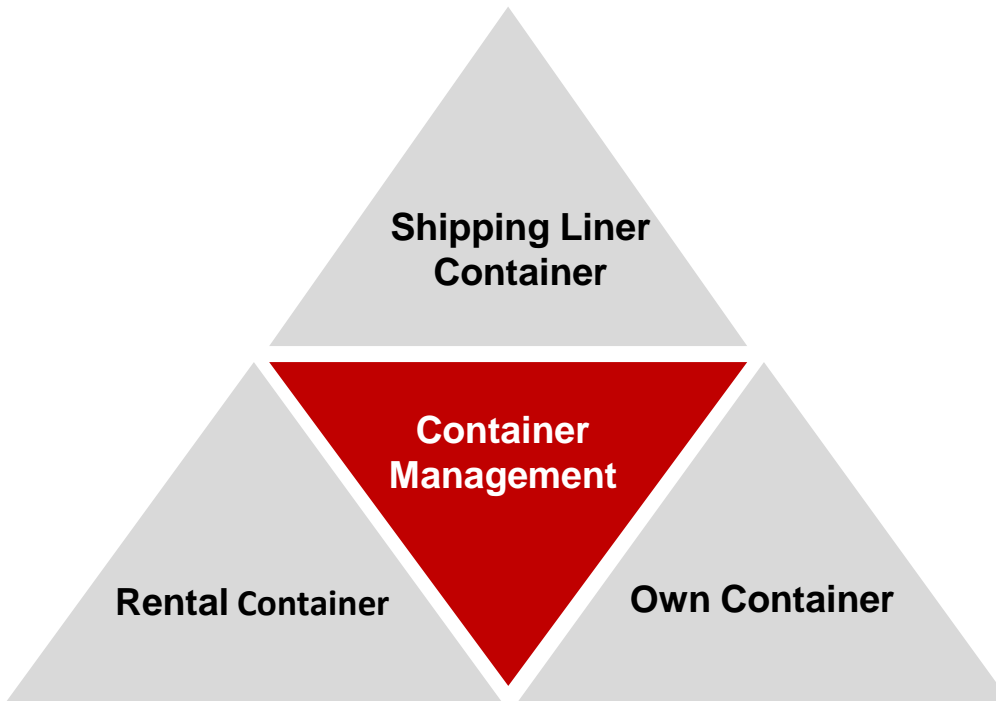 Shipping Liner
Container
Container
Management
Rental Container
Own Container